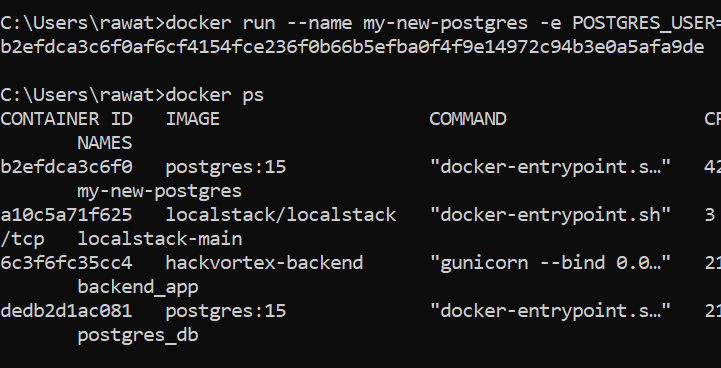 C:\Users\rawat>docker run --name my-new-postgres -e POSTGRES_USER=
b2efdca3c6f0af6cf4154fce236f0b66b5efba0f4f9e14972c94b3e0a5afa9de
C:\Users\rawat>docker ps
CONTAINER ID   IMAGE                   COMMAND                  CR
       NAMES
b2efdca3c6f0   postgres:15             "docker-entrypoint.s…"   42
       my-new-postgres
a10c5a71f625   localstack/localstack   "docker-entrypoint.sh"   3
/tcp   localstack-main
6c3f6fc35cc4   hackvortex-backend      "gunicorn --bind 0.0…"   21
       backend_app
dedb2d1ac081   postgres:15             "docker-entrypoint.s…"   21
       postgres_db